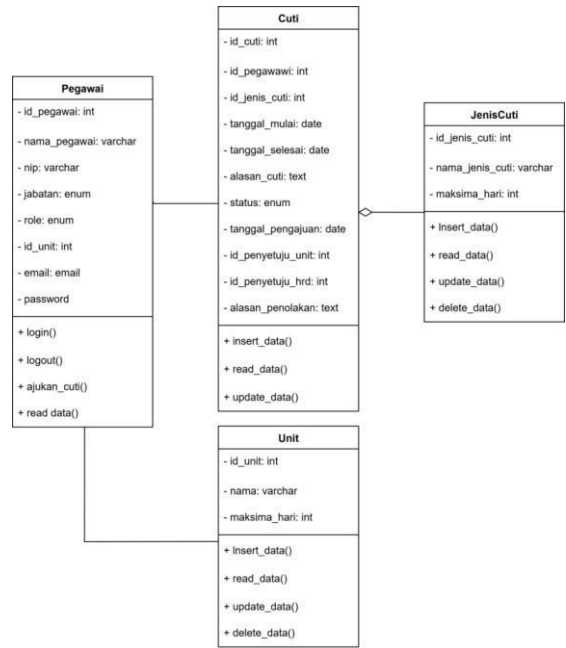 Cuti
- id_cuti: int
- id_pegawawi: int
- id_jenis_cuti: int
- tanggal_mulai: date
- tanggal_selesai: date
- alasan_cuti: text
- status: enum
- tanggal_pengajuan: date
- id_penyetuju_unit: int
- id_penyetuju_hrd: int
- alasan_penolakan: text
+ insert_data()
+ read_data()
+ update_data()
Pegawai
- id_pegawai: int
- nama_pegawai: varchar
- nip: varchar
- jabatan: enum
- role: enum
- id_unit: int
- email: email
- password
+ login()
+ logout()
+ ajukan_cuti()
+ read data()
JenisCuti
- id_jenis_cuti: int
- nama_jenis_cuti: varchar
- maksima_hari: int
+ Insert_data()
+ read_data()
+ update_data()
+ delete_data()
Unit
- id_unit: int
- nama: varchar
- maksima_hari: int
+ Insert_data()
+ read_data()
+ update_data()
+ delete_data()